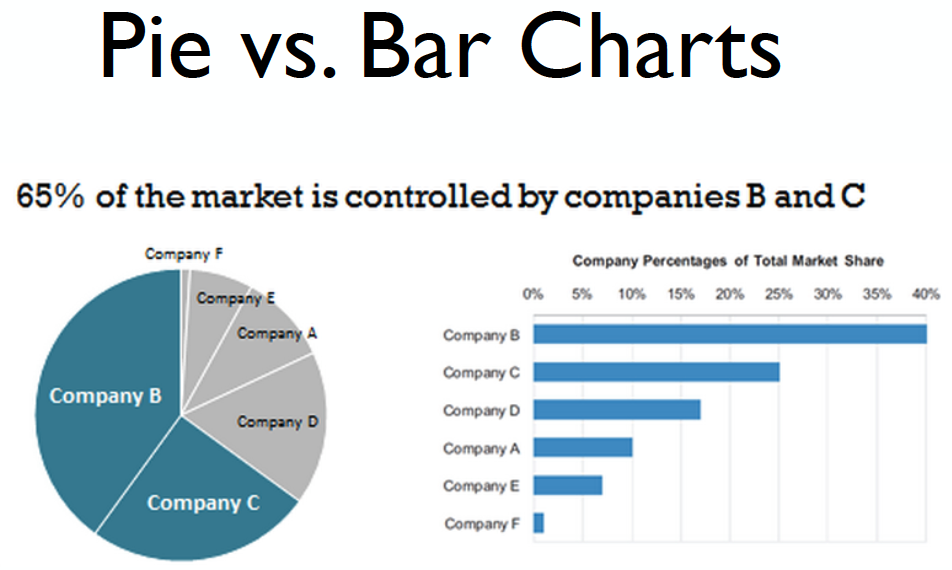 Pie vs. Bar Charts
65% of the market is controlled by companies B and C
Company F
Company E
Company A
Company B
Company D
Company C
Company Percentages of Total Market Share
0% 5% 10% 15% 20% 25% 30% 35% 40%
Company B
Company C
Company D
Company A
Company E
Company F